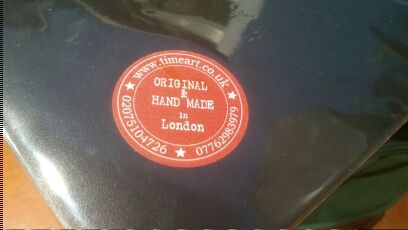 www.timeart.co.uk
ORIGINAL
&
HAND MADE
in
London
02075104726
07762983979